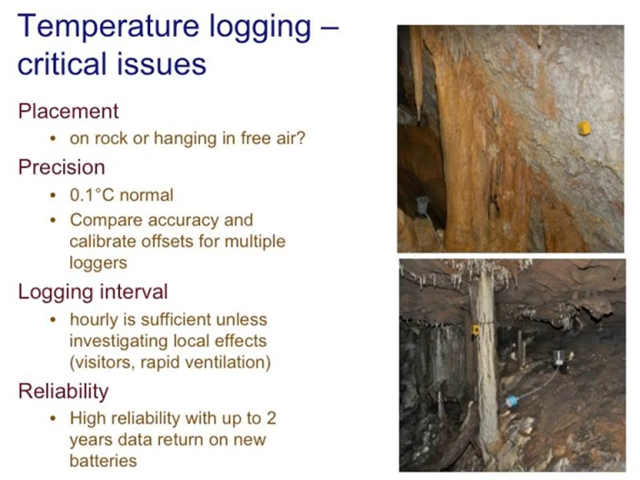 Temperature logging –
critical issues
Placement
• on rock or hanging in free air?
Precision
• 0.1°C normal
• Compare accuracy and
calibrate offsets for multiple
loggers
Logging interval
• hourly is sufficient unless
investigating local effects
(visitors, rapid ventilation)
Reliability
• High reliability with up to 2
years data return on new
batteries